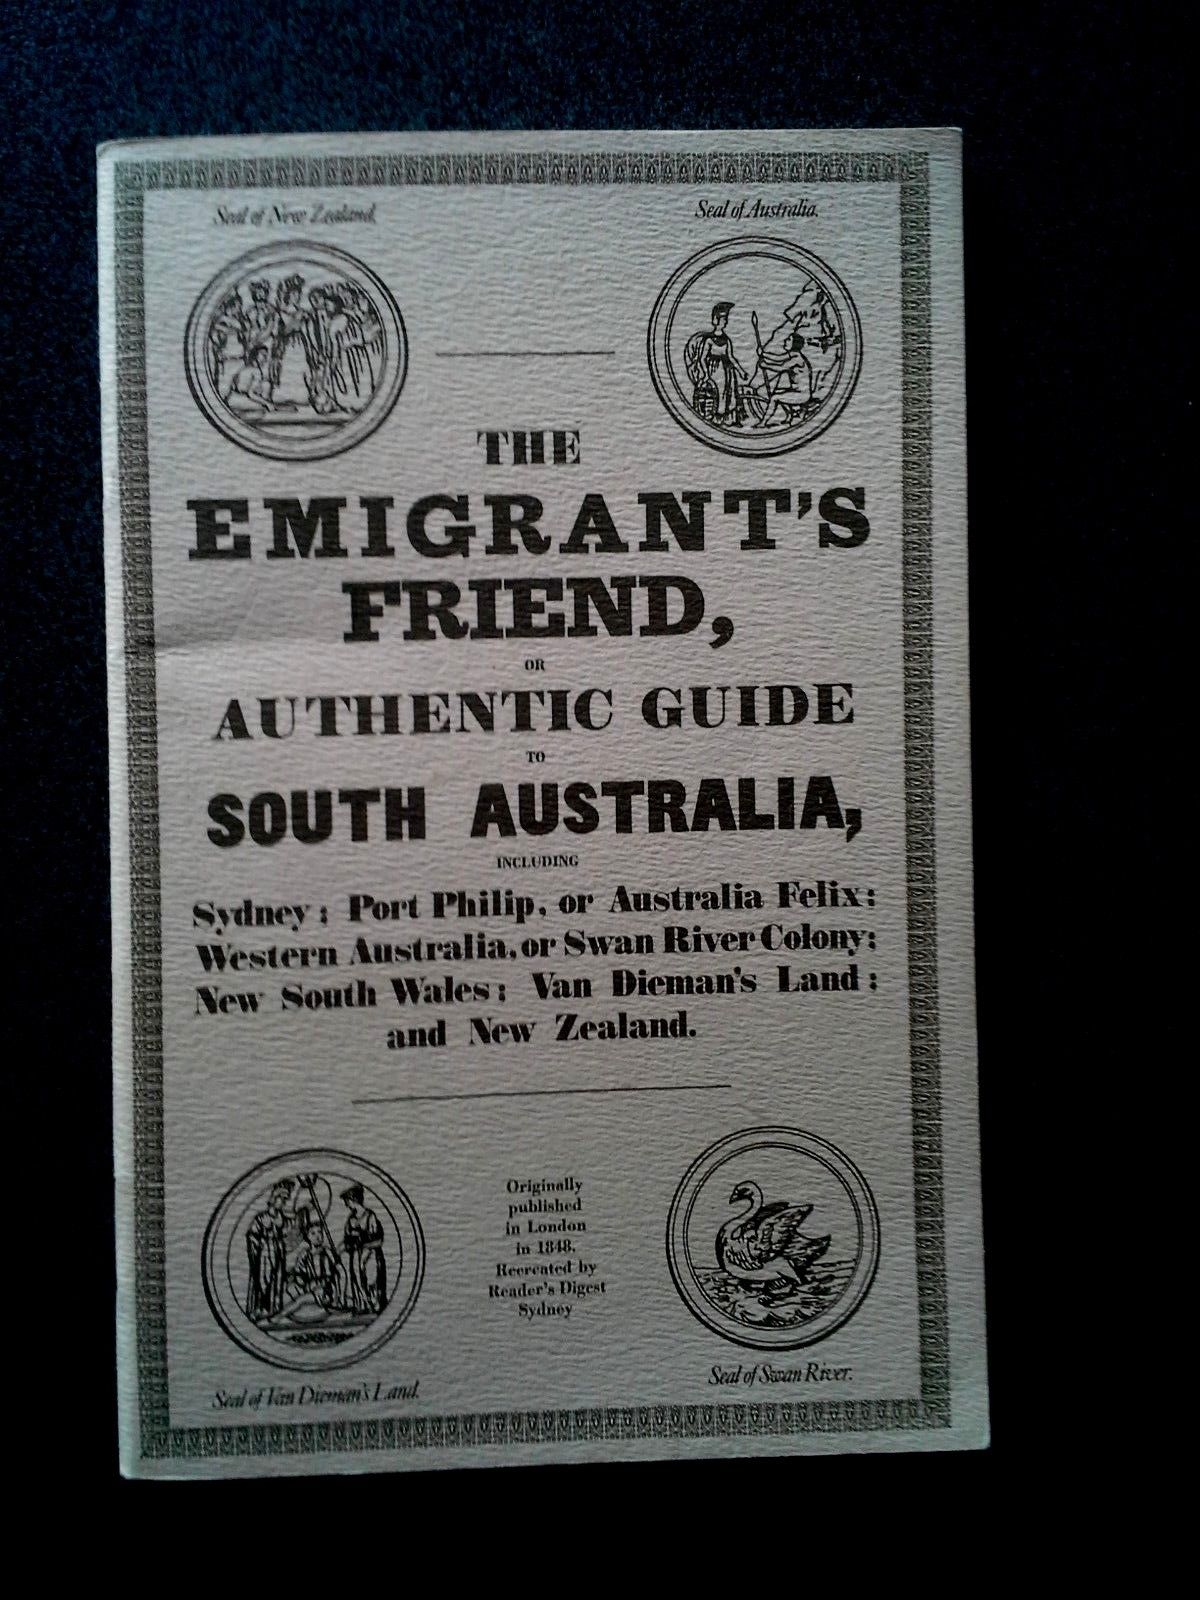 Seal of New Zealand.
Seal of Australia.
THE
EMIGRANT'S
FRIEND,
OR
AUTHENTIC GUIDE
TO
SOUTH AUSTRALIA,
INCLUDING
Sydney; Port Philip, or Australia Felix;
Western Australia, or Swan River Colony;
New South Wales; Van Dieman's Land;
and New Zealand.
Originally
published
in London
in 1848.
Recreated by
Reader's Digest
Sydney
Seal of Van Dieman's Land.
Seal of Swan River.